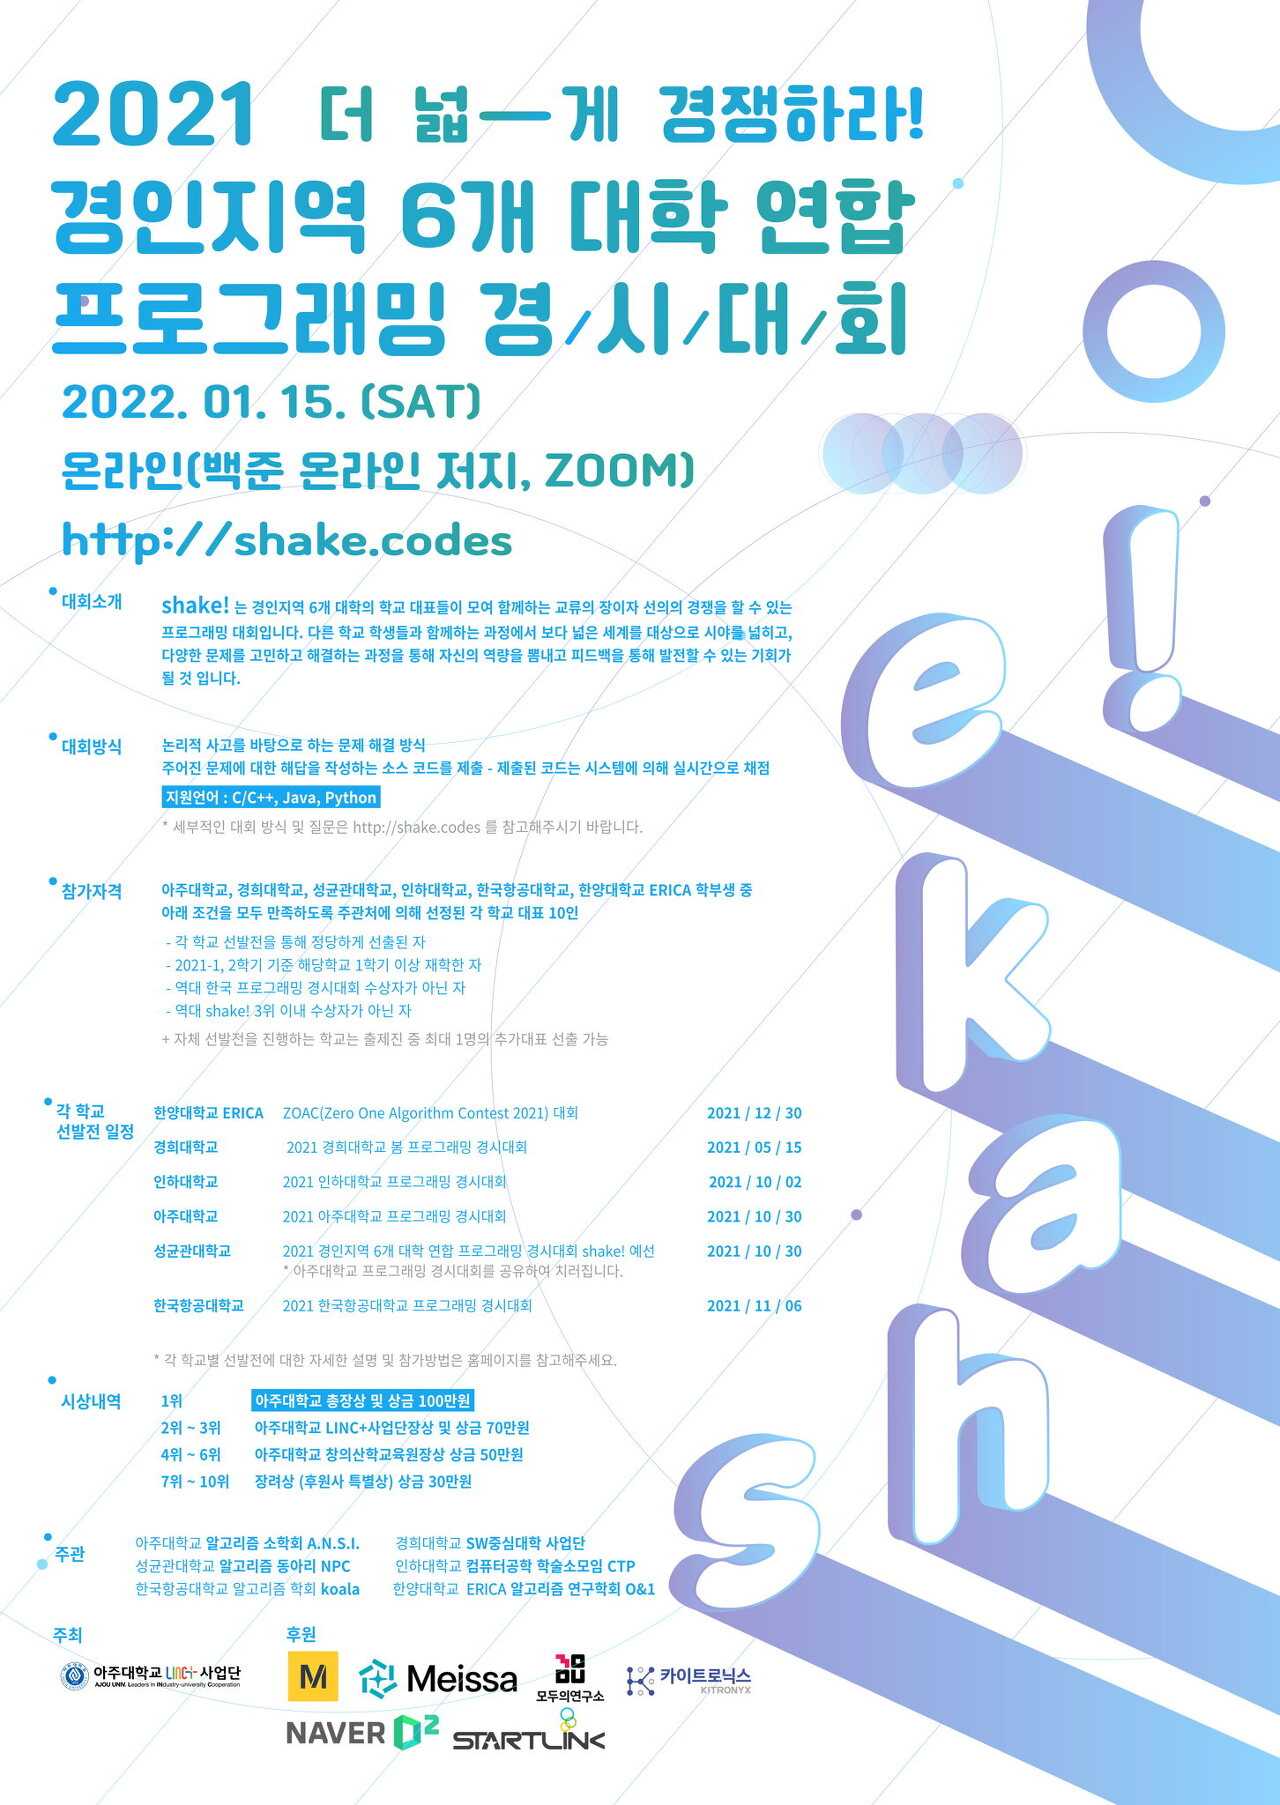 2021 더 넓—게 경쟁하라!
경인지역 6개 대학 연합
프로그래밍 경/시/대/회
2022. 01. 15. (SAT)
온라인(백준 온라인 저지, ZOOM)
http://shake.codes
대회소개
shake! 는 경인지역 6개 대학의 학교 대표들이 모여 함께하는 교류의 장이자 선의의 경쟁을 할 수 있는
프로그래밍 대회입니다. 다른 학교 학생들과 함께하는 과정에서 보다 넓은 세계를 대상으로 시야를 넓히고,
다양한 문제를 고민하고 해결하는 과정을 통해 자신의 역량을 뽐내고 피드백을 통해 발전할 수 있는 기회가
될 것 입니다.
대회방식
논리적 사고를 바탕으로 하는 문제 해결 방식
주어진 문제에 대한 해답을 작성하는 소스 코드를 제출 - 제출된 코드는 시스템에 의해 실시간으로 채점
지원언어 : C/C++, Java, Python
* 세부적인 대회 방식 및 질문은 http://shake.codes 를 참고해주시기 바랍니다.
참가자격
아주대학교, 경희대학교, 성균관대학교, 인하대학교, 한국항공대학교, 한양대학교 ERICA 학부생 중
아래 조건을 모두 만족하도록 주관처에 의해 선정된 각 학교 대표 10인
- 각 학교 선발전을 통해 정당하게 선출된 자
- 2021-1, 2학기 기준 해당학교 1학기 이상 재학한 자
- 역대 한국 프로그래밍 경시대회 수상자가 아닌 자
- 역대 shake! 3위 이내 수상자가 아닌 자
+ 자체 선발전을 진행하는 학교는 출제진 중 최대 1명의 추가대표 선출 가능
각 학교
선발전 일정
한양대학교 ERICA ZOAC(Zero One Algorithm Contest 2021) 대회 2021 / 12 / 30
경희대학교 2021 경희대학교 봄 프로그래밍 경시대회 2021 / 05 / 15
인하대학교 2021 인하대학교 프로그래밍 경시대회 2021 / 10 / 02
아주대학교 2021 아주대학교 프로그래밍 경시대회 2021 / 10 / 30
성균관대학교 2021 경인지역 6개 대학 연합 프로그래밍 경시대회 shake! 예선 2021 / 10 / 30
* 아주대학교 프로그래밍 경시대회를 공유하여 치러집니다.
한국항공대학교 2021 한국항공대학교 프로그래밍 경시대회 2021 / 11 / 06
* 각 학교별 선발전에 대한 자세한 설명 및 참가방법은 홈페이지를 참고해주세요.
시상내역
1위 아주대학교 총장상 및 상금 100만원
2위 ~ 3위 아주대학교 LINC+사업단장상 및 상금 70만원
4위 ~ 6위 아주대학교 창의산학교육원장상 상금 50만원
7위 ~ 10위 장려상 (후원사 특별상) 상금 30만원
주관
아주대학교 알고리즘 소학회 A.N.S.I. 경희대학교 SW중심대학 사업단
성균관대학교 알고리즘 동아리 NPC 인하대학교 컴퓨터공학 학술소모임 CTP
한국항공대학교 알고리즘 학회 koala 한양대학교 ERICA 알고리즘 연구학회 O&1
주최
아주대학교 LINC+ 사업단
AJOU UNIV. Leaders in INdustry-university Cooperation
후원
M
Meissa
모두의연구소
카이트로닉스
KITRONYX
NAVER D2
STARTLINK
shake!